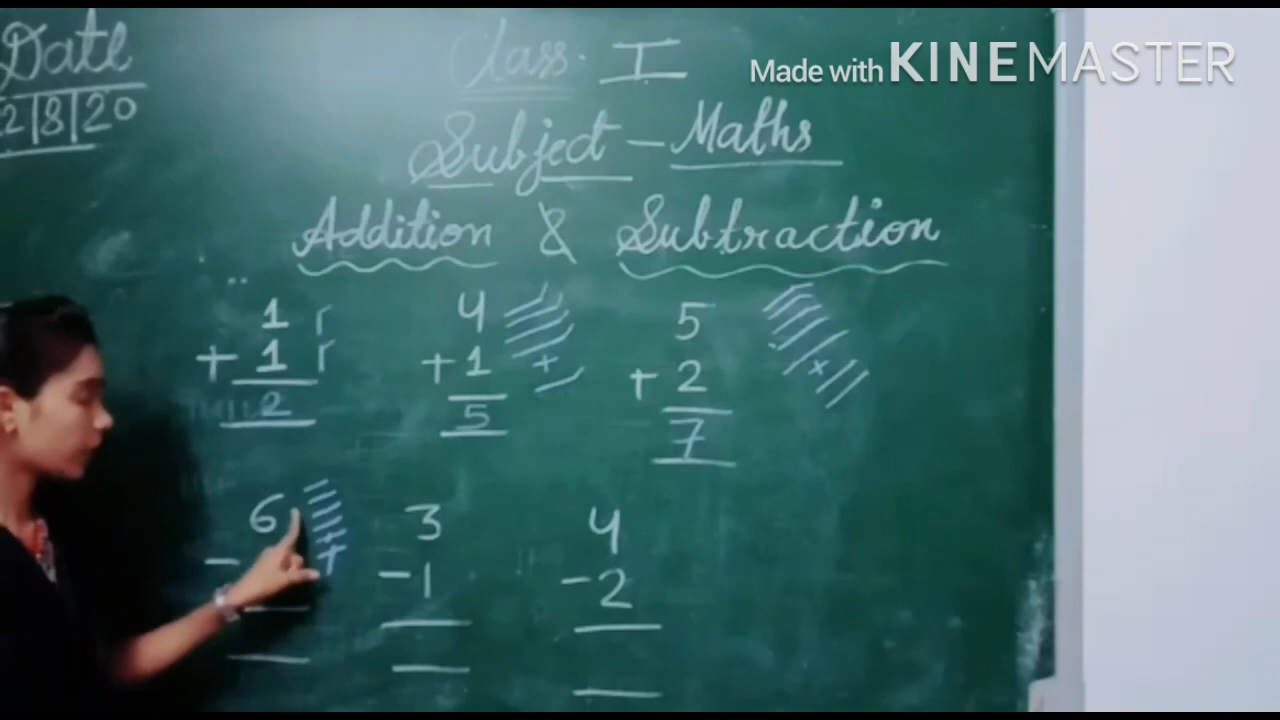 Made with KINEMASTER
Date
2|8|20
Class. I
Subject - Maths
Addition & Subtraction
1 4 5
+ 1 + 1 + 2
2 5 7
6 3 4
- - 1 - 2